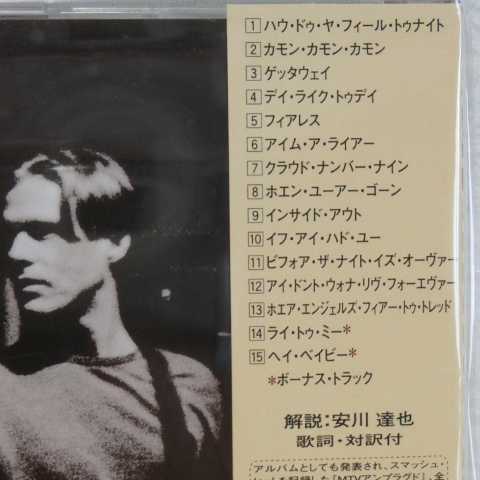 1 ハウ・ドゥ・ヤ・フィール・トゥナイト
2 カモン・カモン・カモン
3 ゲッタウェイ
4 デイ・ライク・トゥデイ
5 フィアレス
6 アイム・ア・ライアー
7 クラウド・ナンバー・ナイン
8 ホエン・ユーアー・ゴーン
9 インサイド・アウト
10 イフ・アイ・ハド・ユー
11 ビフォア・ザ・ナイト・イズ・オーヴァー
12 アイ・ドント・ウォナ・リヴ・フォーエヴァー
13 ホエア・エンジェルズ・フィアー・トゥ・トレッド
14 ライ・トゥ・ミー*
15 ヘイ・ベイビー*
*ボーナス・トラック
解説:安川 達也
歌詞・対訳付
アルバムとしても発表され、スマッシュ・
ヒットを記録した『MTVアンプラグド』、全